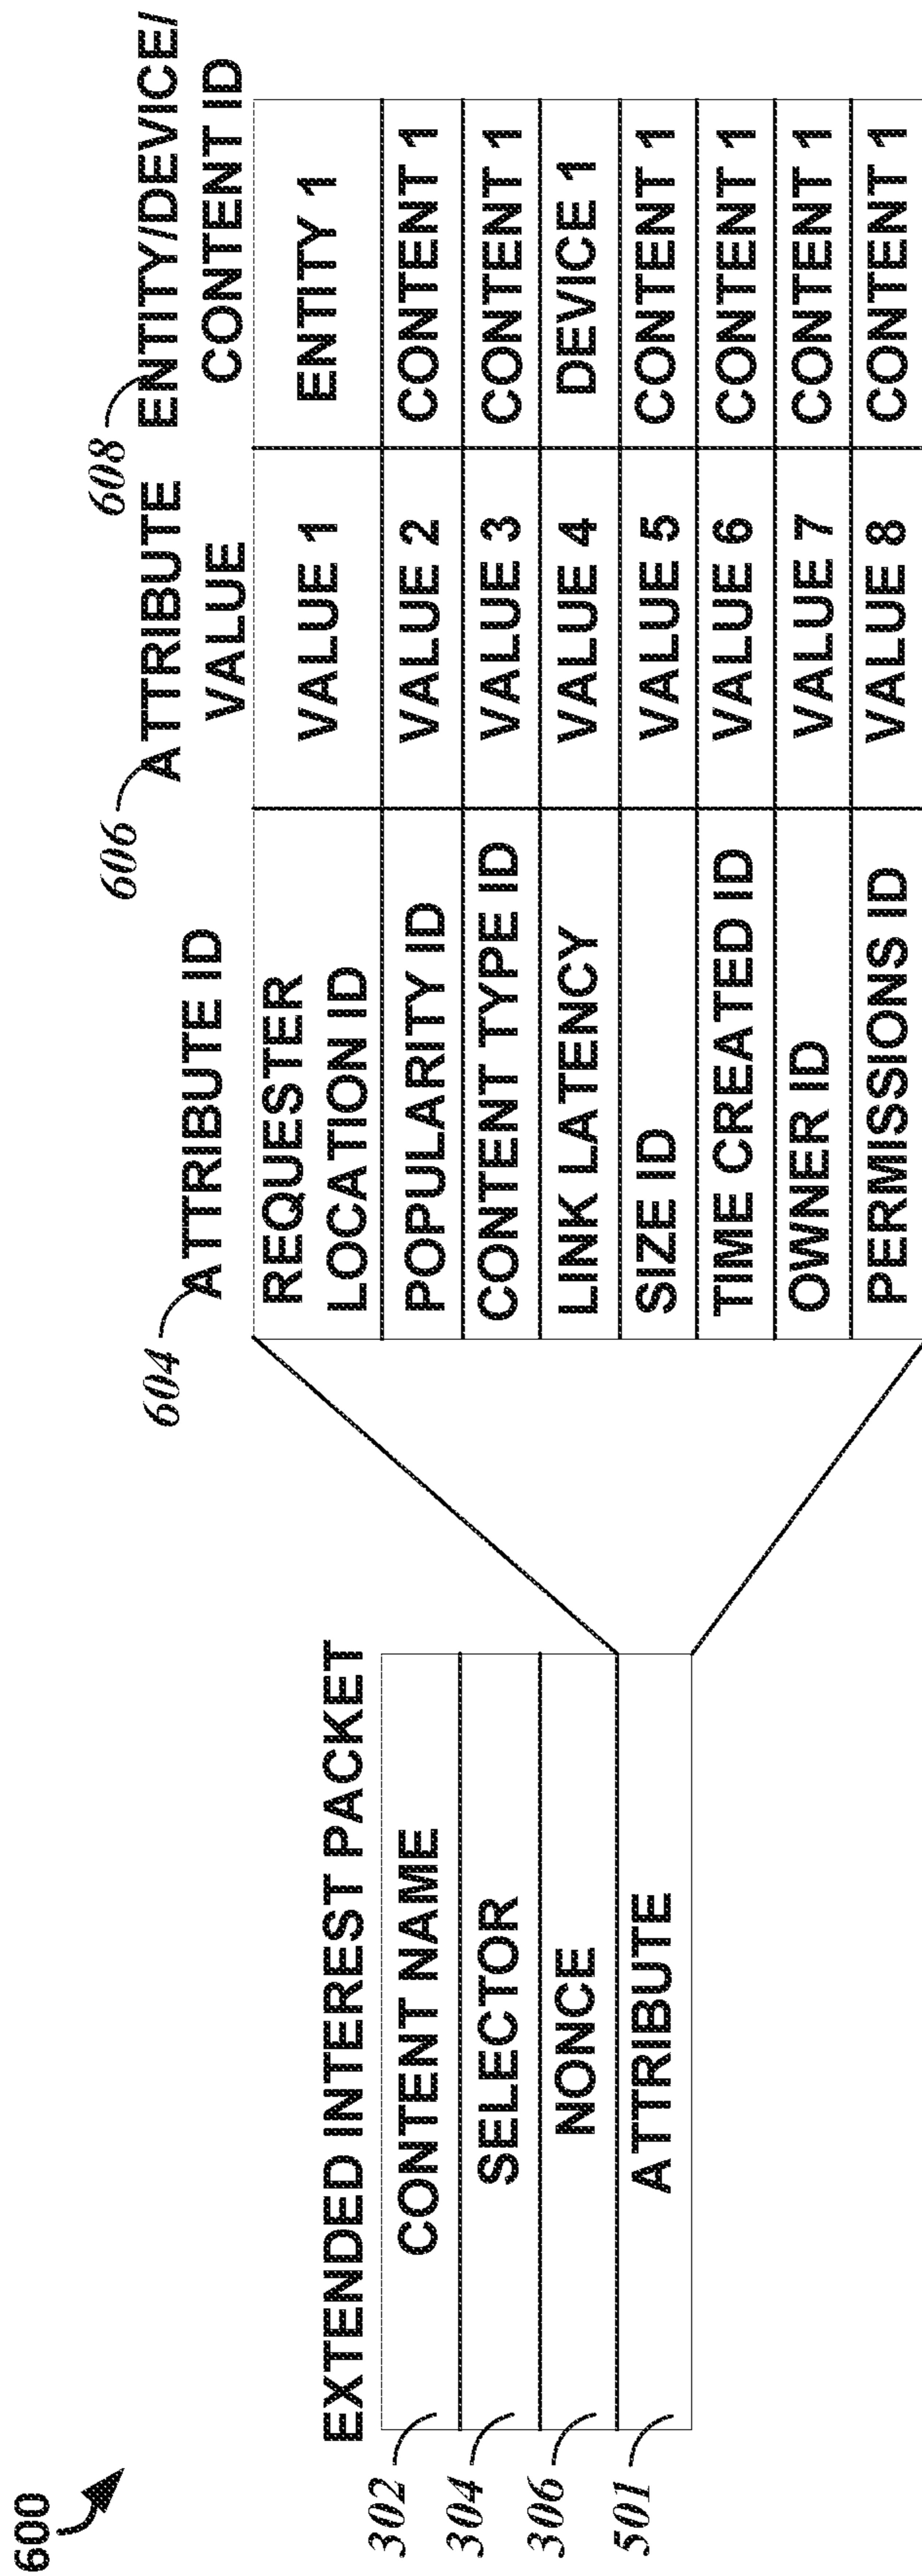 600
EXTENDED INTEREST PACKET
302
CONTENT NAME
304
SELECTOR
306
NONCE
501
ATTRIBUTE
604
ATTRIBUTE ID
606
ATTRIBUTE
VALUE
608
ENTITY/DEVICE/
CONTENT ID
REQUESTER
LOCATION ID
VALUE 1
ENTITY 1
POPULARITY ID
VALUE 2
CONTENT 1
CONTENT TYPE ID
VALUE 3
CONTENT 1
LINK LATENCY
VALUE 4
DEVICE 1
SIZE ID
VALUE 5
CONTENT 1
TIME CREATED ID
VALUE 6
CONTENT 1
OWNER ID
VALUE 7
CONTENT 1
PERMISSIONS ID
VALUE 8
CONTENT 1